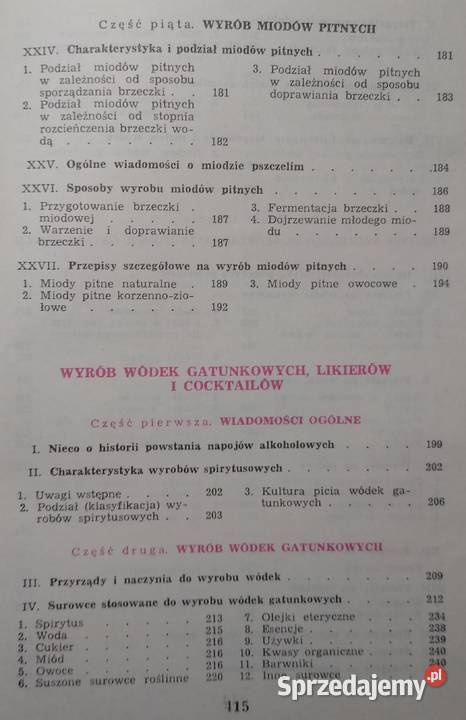 Część piąta. WYRÓB MIODÓW PITNYCH
XXIV. Charakterystyka i podział miodów pitnych . . . . . 181
1. Podział miodów pitnych
w zależności od sposobu
sporządzania brzeczki . . 181
2. Podział miodów pitnych
w zależności od stopnia
rozcieńczenia brzeczki wo-
dą . . . . . . 182
3. Podział miodów pitnych
w zależności od sposobu
doprawiania brzeczki . . 183
XXV. Ogólne wiadomości o miodzie pszczelim . . . . . 184
XXVI. Sposoby wyrobu miodów pitnych . . . . . . 186
1. Przygotowanie brzeczki
miodowej . . . . . 187
2. Warzenie i doprawianie
brzeczki . . . . . 187
3. Fermentacja brzeczki . . 188
4. Dojrzewanie młodego mio-
du . . . . . . 189
XXVII. Przepisy szczegółowe na wyrób miodów pitnych . . . . 190
1. Miody pitne naturalne . 189
2. Miody pitne korzenno-zio-
łowe . . . . . 192
3. Miody pitne owocowe . 194
WYRÓB WÓDEK GATUNKOWYCH, LIKIERÓW
I COCKTAILÓW
Część pierwsza. WIADOMOŚCI OGÓLNE
I. Nieco o historii powstania napojów alkoholowych . . . . 199
II. Charakterystyka wyrobów spirytusowych . . . . . 202
1. Uwagi wstępne . . . . 202
2. Podział (klasyfikacja) wy-
robów spirytusowych . . 203
3. Kultura picia wódek ga-
tunkowych . . . . 206
Część druga. WYRÓB WÓDEK GATUNKOWYCH
III. Przyrządy i naczynia do wyrobu wódek . . . . . 209
IV. Surowce stosowane do wyrobu wódek gatunkowych . . . . 212
1. Spirytus . . . . 213
2. Woda . . . . . 215
3. Cukier . . . . . 216
4. Miód . . . . . 216
5. Owoce . . . . . 216
6. Suszone surowce roślinne 220
7. Olejki eteryczne . . . 234
8. Esencje . . . . . 238
9. Używki . . . . . 239
10. Kwasy organiczne . . . 240
11. Barwniki . . . . 240
12. Inne surowce . . .
415
Sprzedajemy.pl